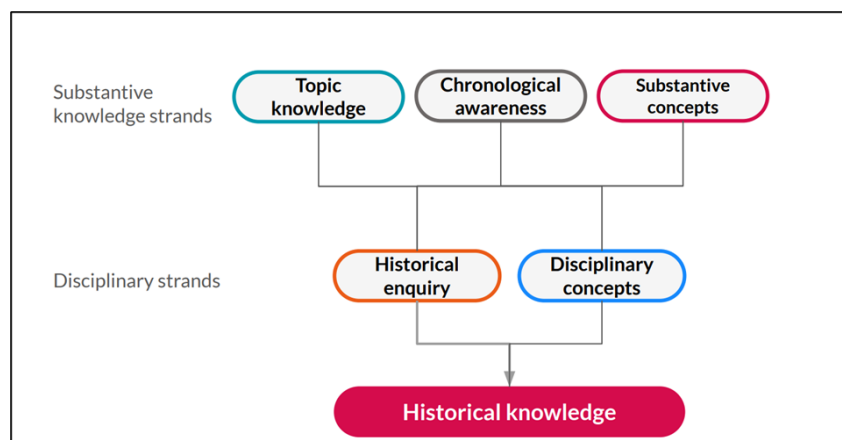 Substantive
knowledge strands
Topic
knowledge
Chronological
awareness
Substantive
concepts
Disciplinary strands
Historical
enquiry
Disciplinary
concepts
Historical knowledge